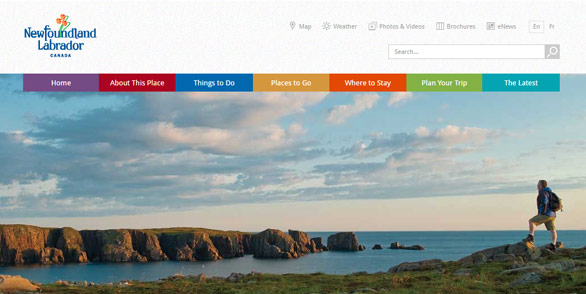 Newfoundland
Labrador
CANADA
Map Weather Photos & Videos Brochures eNews En Fr
Search...
Home About This Place Things to Do Places to Go Where to Stay Plan Your Trip The Latest